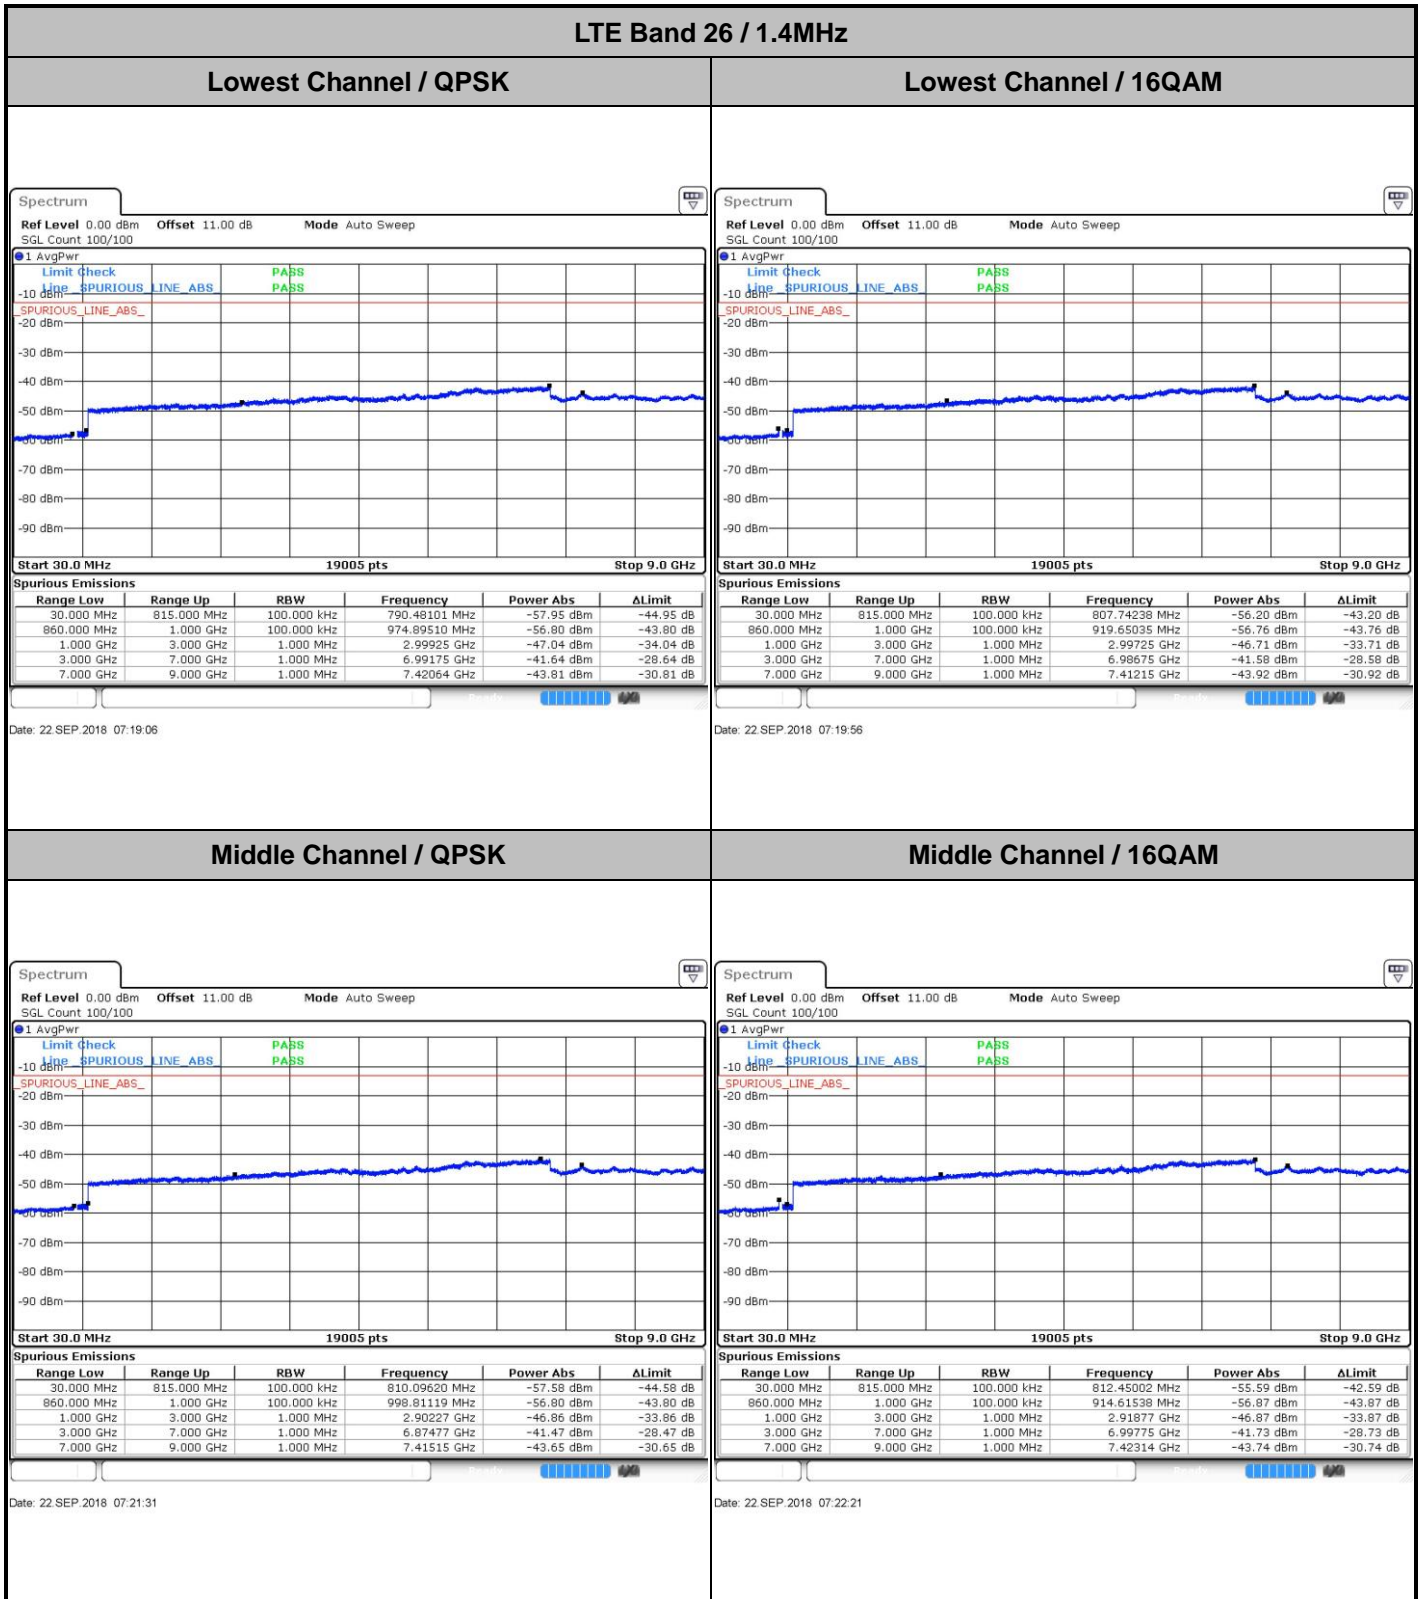 LTE Band 26 / 1.4MHz
Lowest Channel / QPSK
Lowest Channel / 16QAM
Spectrum
Ref Level 0.00 dBm Offset 11.00 dB Mode Auto Sweep
SGL Count 100/100
1 AvgPwr
Limit Check PASS
Line _SPURIOUS_LINE_ABS_ PASS
-10 dBm
_SPURIOUS_LINE_ABS_
-20 dBm
-30 dBm
-40 dBm
-50 dBm
-60 dBm
-70 dBm
-80 dBm
-90 dBm
Start 30.0 MHz 19005 pts Stop 9.0 GHz
Spurious Emissions
Range Low Range Up RBW Frequency Power Abs ΔLimit
30.000 MHz 815.000 MHz 100.000 kHz 790.48101 MHz -57.95 dBm -44.95 dB
860.000 MHz 1.000 GHz 100.000 kHz 974.89510 MHz -56.80 dBm -43.80 dB
1.000 GHz 3.000 GHz 1.000 MHz 2.99925 GHz -47.04 dBm -34.04 dB
3.000 GHz 7.000 GHz 1.000 MHz 6.99175 GHz -41.64 dBm -28.64 dB
7.000 GHz 9.000 GHz 1.000 MHz 7.42064 GHz -43.81 dBm -30.81 dB
Date: 22.SEP.2018 07:19:06
Spectrum
Ref Level 0.00 dBm Offset 11.00 dB Mode Auto Sweep
SGL Count 100/100
1 AvgPwr
Limit Check PASS
Line _SPURIOUS_LINE_ABS_ PASS
-10 dBm
_SPURIOUS_LINE_ABS_
-20 dBm
-30 dBm
-40 dBm
-50 dBm
-60 dBm
-70 dBm
-80 dBm
-90 dBm
Start 30.0 MHz 19005 pts Stop 9.0 GHz
Spurious Emissions
Range Low Range Up RBW Frequency Power Abs ΔLimit
30.000 MHz 815.000 MHz 100.000 kHz 807.74238 MHz -56.20 dBm -43.20 dB
860.000 MHz 1.000 GHz 100.000 kHz 919.65035 MHz -56.76 dBm -43.76 dB
1.000 GHz 3.000 GHz 1.000 MHz 2.99725 GHz -46.71 dBm -33.71 dB
3.000 GHz 7.000 GHz 1.000 MHz 6.98675 GHz -41.58 dBm -28.58 dB
7.000 GHz 9.000 GHz 1.000 MHz 7.41215 GHz -43.92 dBm -30.92 dB
Date: 22.SEP.2018 07:19:56
Middle Channel / QPSK
Middle Channel / 16QAM
Spectrum
Ref Level 0.00 dBm Offset 11.00 dB Mode Auto Sweep
SGL Count 100/100
1 AvgPwr
Limit Check PASS
Line _SPURIOUS_LINE_ABS_ PASS
-10 dBm
_SPURIOUS_LINE_ABS_
-20 dBm
-30 dBm
-40 dBm
-50 dBm
-60 dBm
-70 dBm
-80 dBm
-90 dBm
Start 30.0 MHz 19005 pts Stop 9.0 GHz
Spurious Emissions
Range Low Range Up RBW Frequency Power Abs ΔLimit
30.000 MHz 815.000 MHz 100.000 kHz 810.09620 MHz -57.58 dBm -44.58 dB
860.000 MHz 1.000 GHz 100.000 kHz 998.81119 MHz -56.80 dBm -43.80 dB
1.000 GHz 3.000 GHz 1.000 MHz 2.90227 GHz -46.86 dBm -33.86 dB
3.000 GHz 7.000 GHz 1.000 MHz 6.87477 GHz -41.47 dBm -28.47 dB
7.000 GHz 9.000 GHz 1.000 MHz 7.41515 GHz -43.65 dBm -30.65 dB
Date: 22.SEP.2018 07:21:31
Spectrum
Ref Level 0.00 dBm Offset 11.00 dB Mode Auto Sweep
SGL Count 100/100
1 AvgPwr
Limit Check PASS
Line _SPURIOUS_LINE_ABS_ PASS
-10 dBm
_SPURIOUS_LINE_ABS_
-20 dBm
-30 dBm
-40 dBm
-50 dBm
-60 dBm
-70 dBm
-80 dBm
-90 dBm
Start 30.0 MHz 19005 pts Stop 9.0 GHz
Spurious Emissions
Range Low Range Up RBW Frequency Power Abs ΔLimit
30.000 MHz 815.000 MHz 100.000 kHz 812.45002 MHz -55.59 dBm -42.59 dB
860.000 MHz 1.000 GHz 100.000 kHz 914.61538 MHz -56.87 dBm -43.87 dB
1.000 GHz 3.000 GHz 1.000 MHz 2.91877 GHz -46.87 dBm -33.87 dB
3.000 GHz 7.000 GHz 1.000 MHz 6.99775 GHz -41.73 dBm -28.73 dB
7.000 GHz 9.000 GHz 1.000 MHz 7.42314 GHz -43.74 dBm -30.74 dB
Date: 22.SEP.2018 07:22:21